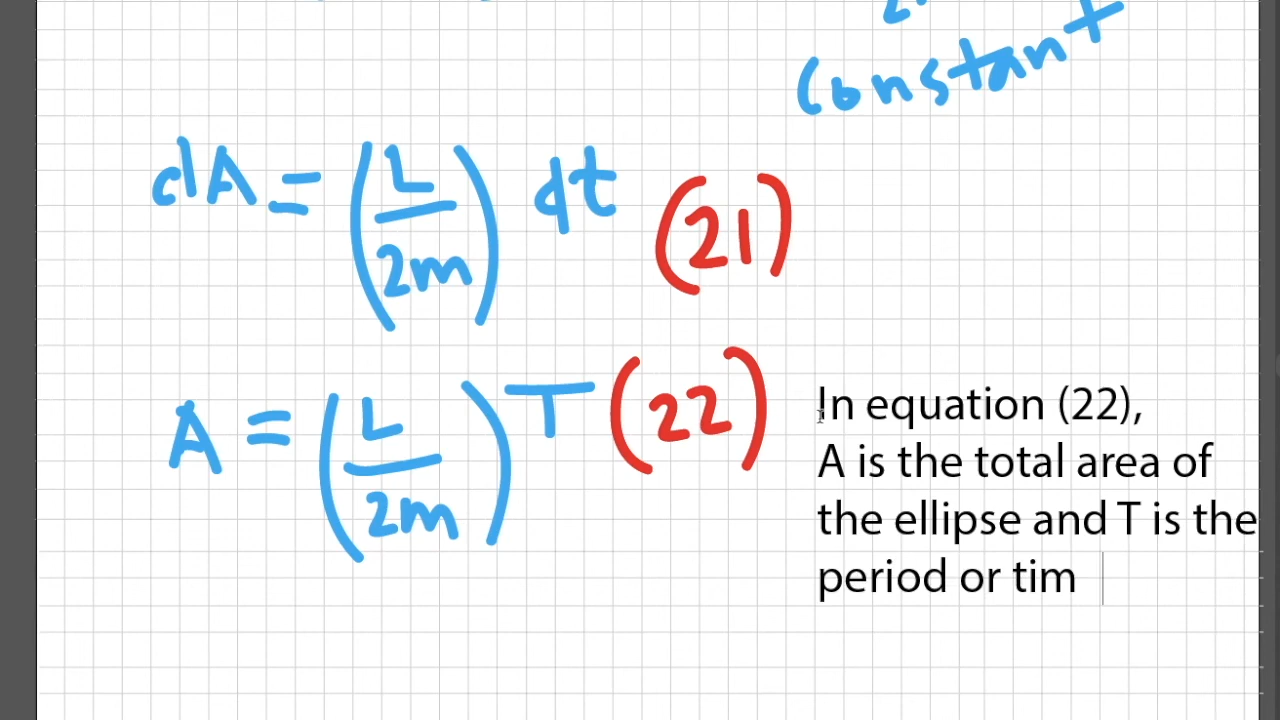 constant
dA = (L/2m) dt (21)
A = (L/2m) T (22)
In equation (22),
A is the total area of
the ellipse and T is the
period or tim